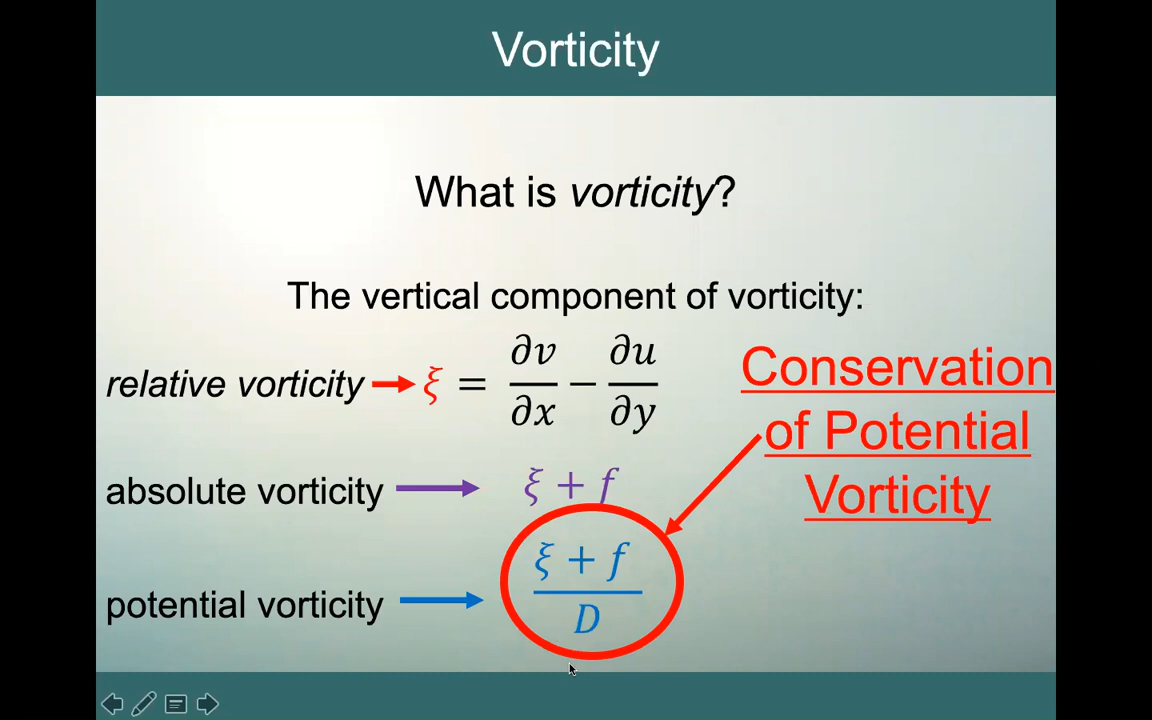 Vorticity
What is vorticity?
The vertical component of vorticity:
relative vorticity → ξ = ∂v/∂x − ∂u/∂y
Conservation
of Potential
Vorticity
absolute vorticity → ξ + f
potential vorticity → (ξ + f)/D